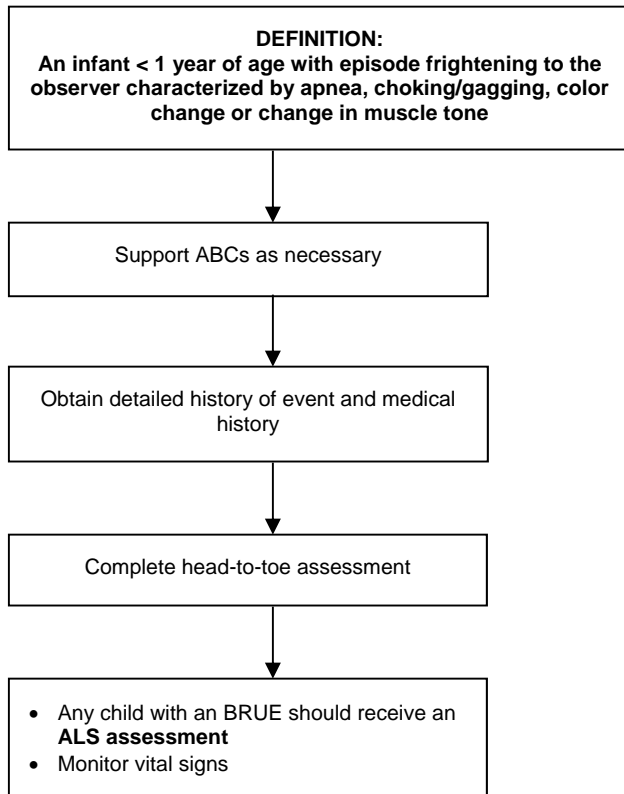 DEFINITION:
An infant < 1 year of age with episode frightening to the
observer characterized by apnea, choking/gagging, color
change or change in muscle tone
Support ABCs as necessary
Obtain detailed history of event and medical
history
Complete head-to-toe assessment
• Any child with an BRUE should receive an
ALS assessment
• Monitor vital signs